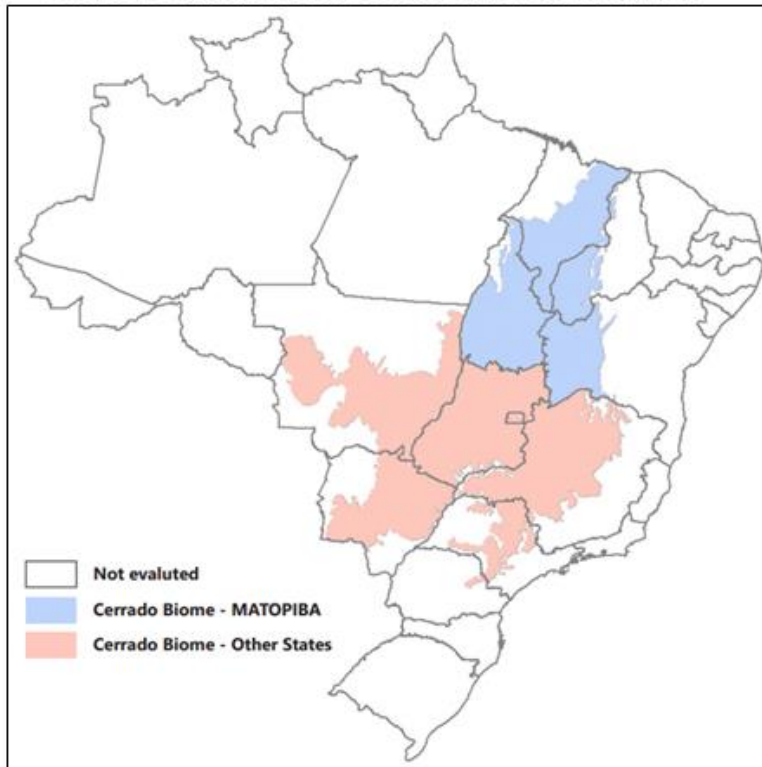 Not evaluted
Cerrado Biome - MATOPIBA
Cerrado Biome - Other States